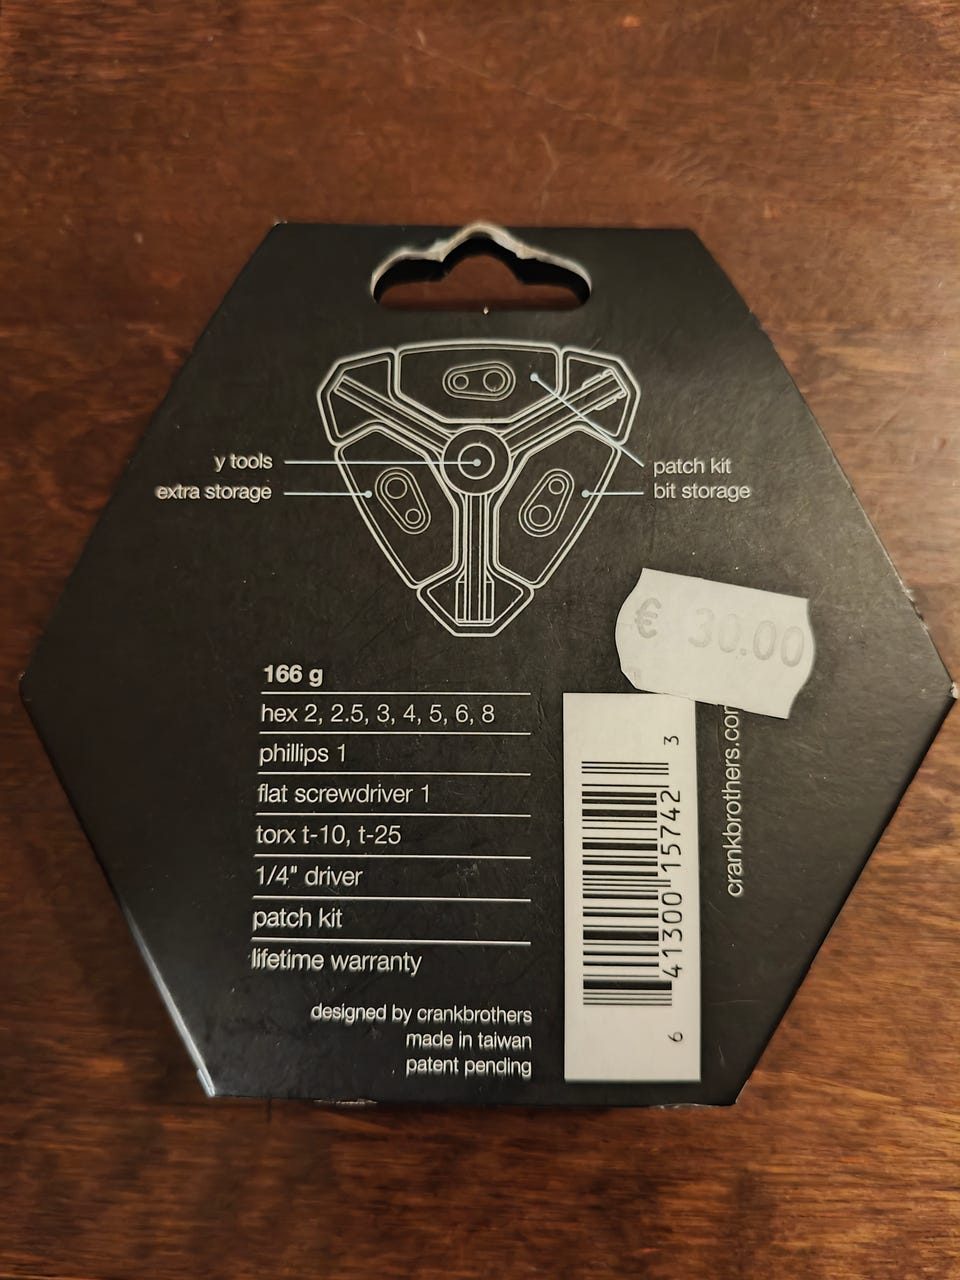 y tools
extra storage
patch kit
bit storage
€ 30.00
166 g
hex 2, 2.5, 3, 4, 5, 6, 8
phillips 1
flat screwdriver 1
torx t-10, t-25
1/4" driver
patch kit
lifetime warranty
designed by crankbrothers
made in taiwan
patent pending
6 41300 15742 3
crankbrothers.com